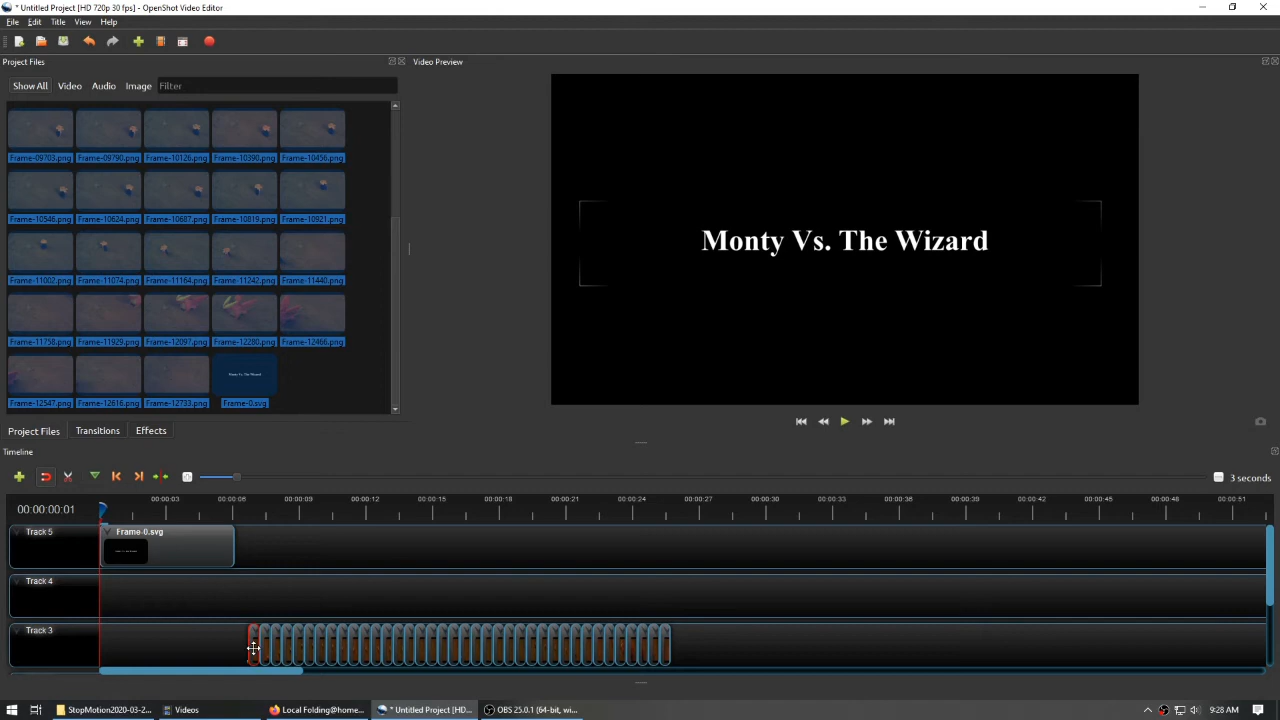 * Untitled Project [HD 720p 30 fps] - OpenShot Video Editor
File Edit Title View Help
Project Files
Video Preview
Show All Video Audio Image Filter
Frame-09703.png Frame-09790.png Frame-10126.png Frame-10390.png Frame-10456.png
Frame-10546.png Frame-10624.png Frame-10687.png Frame-10819.png Frame-10921.png
Frame-11002.png Frame-11074.png Frame-11164.png Frame-11242.png Frame-11440.png
Frame-11758.png Frame-11929.png Frame-12097.png Frame-12280.png Frame-12466.png
Monty Vs. The Wizard
Frame-12547.png Frame-12616.png Frame-12733.png Frame-0.svg
Monty Vs. The Wizard
Project Files Transitions Effects
Timeline
3 seconds
00:00:00:01
00:00:03 00:00:06 00:00:09 00:00:12 00:00:15 00:00:18 00:00:21 00:00:24 00:00:27 00:00:30 00:00:33 00:00:36 00:00:39 00:00:42 00:00:45 00:00:48 00:00:51
Track 5
Frame-0.svg
Track 4
Track 3
StopMotion2020-03-2... Videos Local Folding@home... * Untitled Project [HD... OBS 25.0.1 (64-bit, wi... 9:28 AM